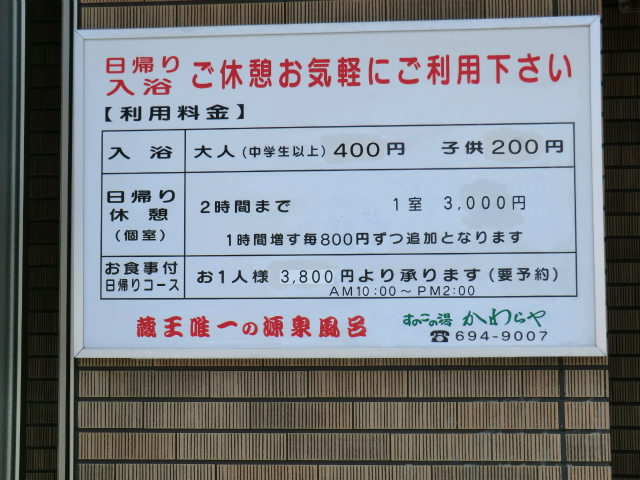 日帰り入浴 ご休憩お気軽にご利用下さい
【利用料金】
入浴 大人(中学生以上)400円 子供200円
日帰り休憩(個室) 2時間まで 1室 3,000円
1時間増す毎800円ずつ追加となります
お食事付日帰りコース お1人様 3,800円より承ります(要予約)
AM10:00～PM2:00
蔵王唯一の源泉風呂 すのこの湯 かわらや
☎694-9007